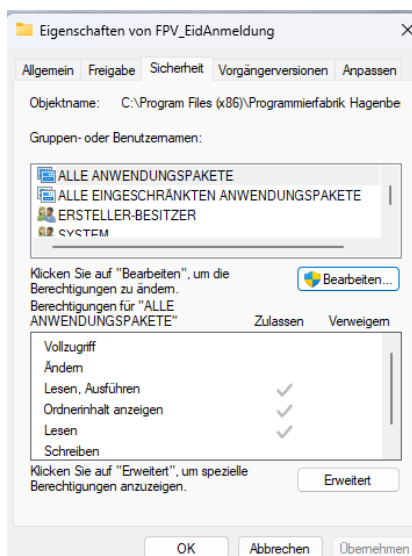 Eigenschaften von FPV_EidAnmeldung
Allgemein Freigabe Sicherheit Vorgängerversionen Anpassen
Objektname: C:\Program Files (x86)\Programmierfabrik Hagenbe
Gruppen- oder Benutzernamen:
ALLE ANWENDUNGSPAKETE
ALLE EINGESCHRÄNKTEN ANWENDUNGSPAKETE
ERSTELLER-BESITZER
SYSTEM
Klicken Sie auf "Bearbeiten", um die
Berechtigungen zu ändern.
Bearbeiten...
Berechtigungen für "ALLE
ANWENDUNGSPAKETE" Zulassen Verweigern
Vollzugriff
Ändern
Lesen, Ausführen
Ordnerinhalt anzeigen
Lesen
Schreiben
Klicken Sie auf "Erweitert", um spezielle
Berechtigungen anzuzeigen.
Erweitert
OK Abbrechen Übernehmen